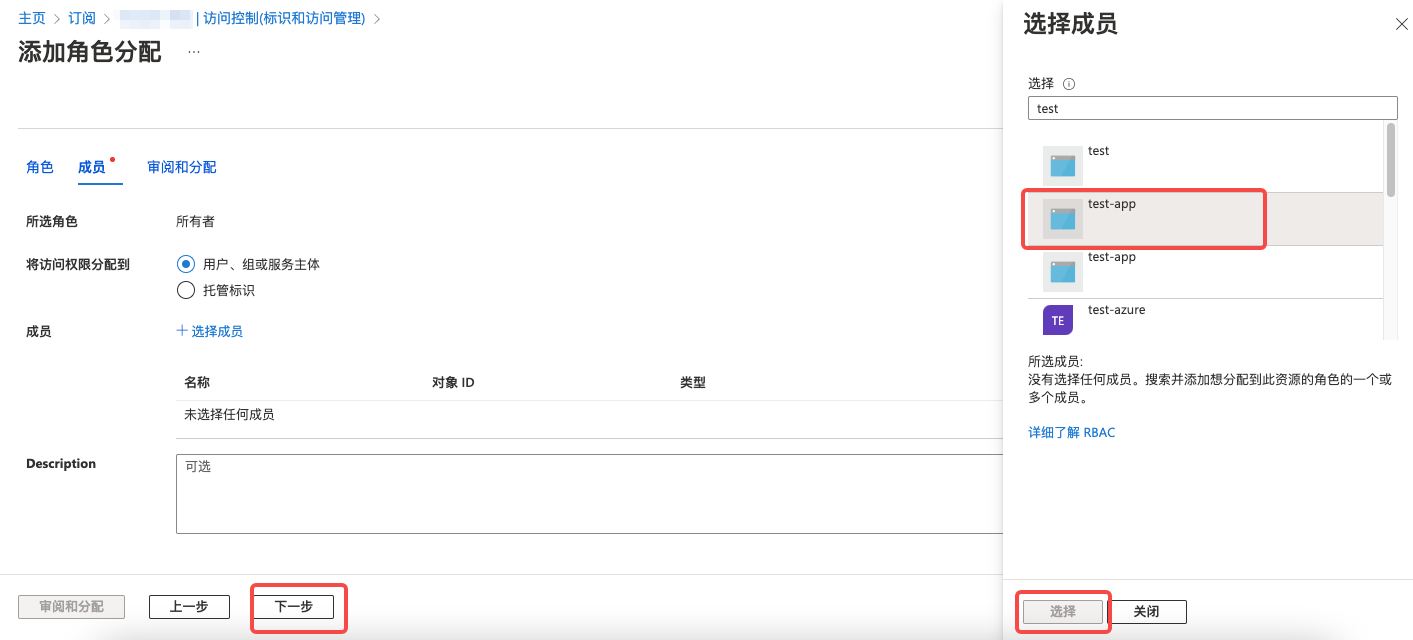 主页 > 订阅 > | 访问控制(标识和访问管理) >
添加角色分配 ...
角色 成员 审阅和分配
所选角色 所有者
将访问权限分配到 用户、组或服务主体
托管标识
成员 + 选择成员
名称 对象 ID 类型
未选择任何成员
Description 可选
审阅和分配 上一步 下一步
选择成员
选择
test
test
test-app
test-app
TE test-azure
所选成员:
没有选择任何成员。搜索并添加想分配到此资源的角色的一个或
多个成员。
详细了解 RBAC
选择 关闭